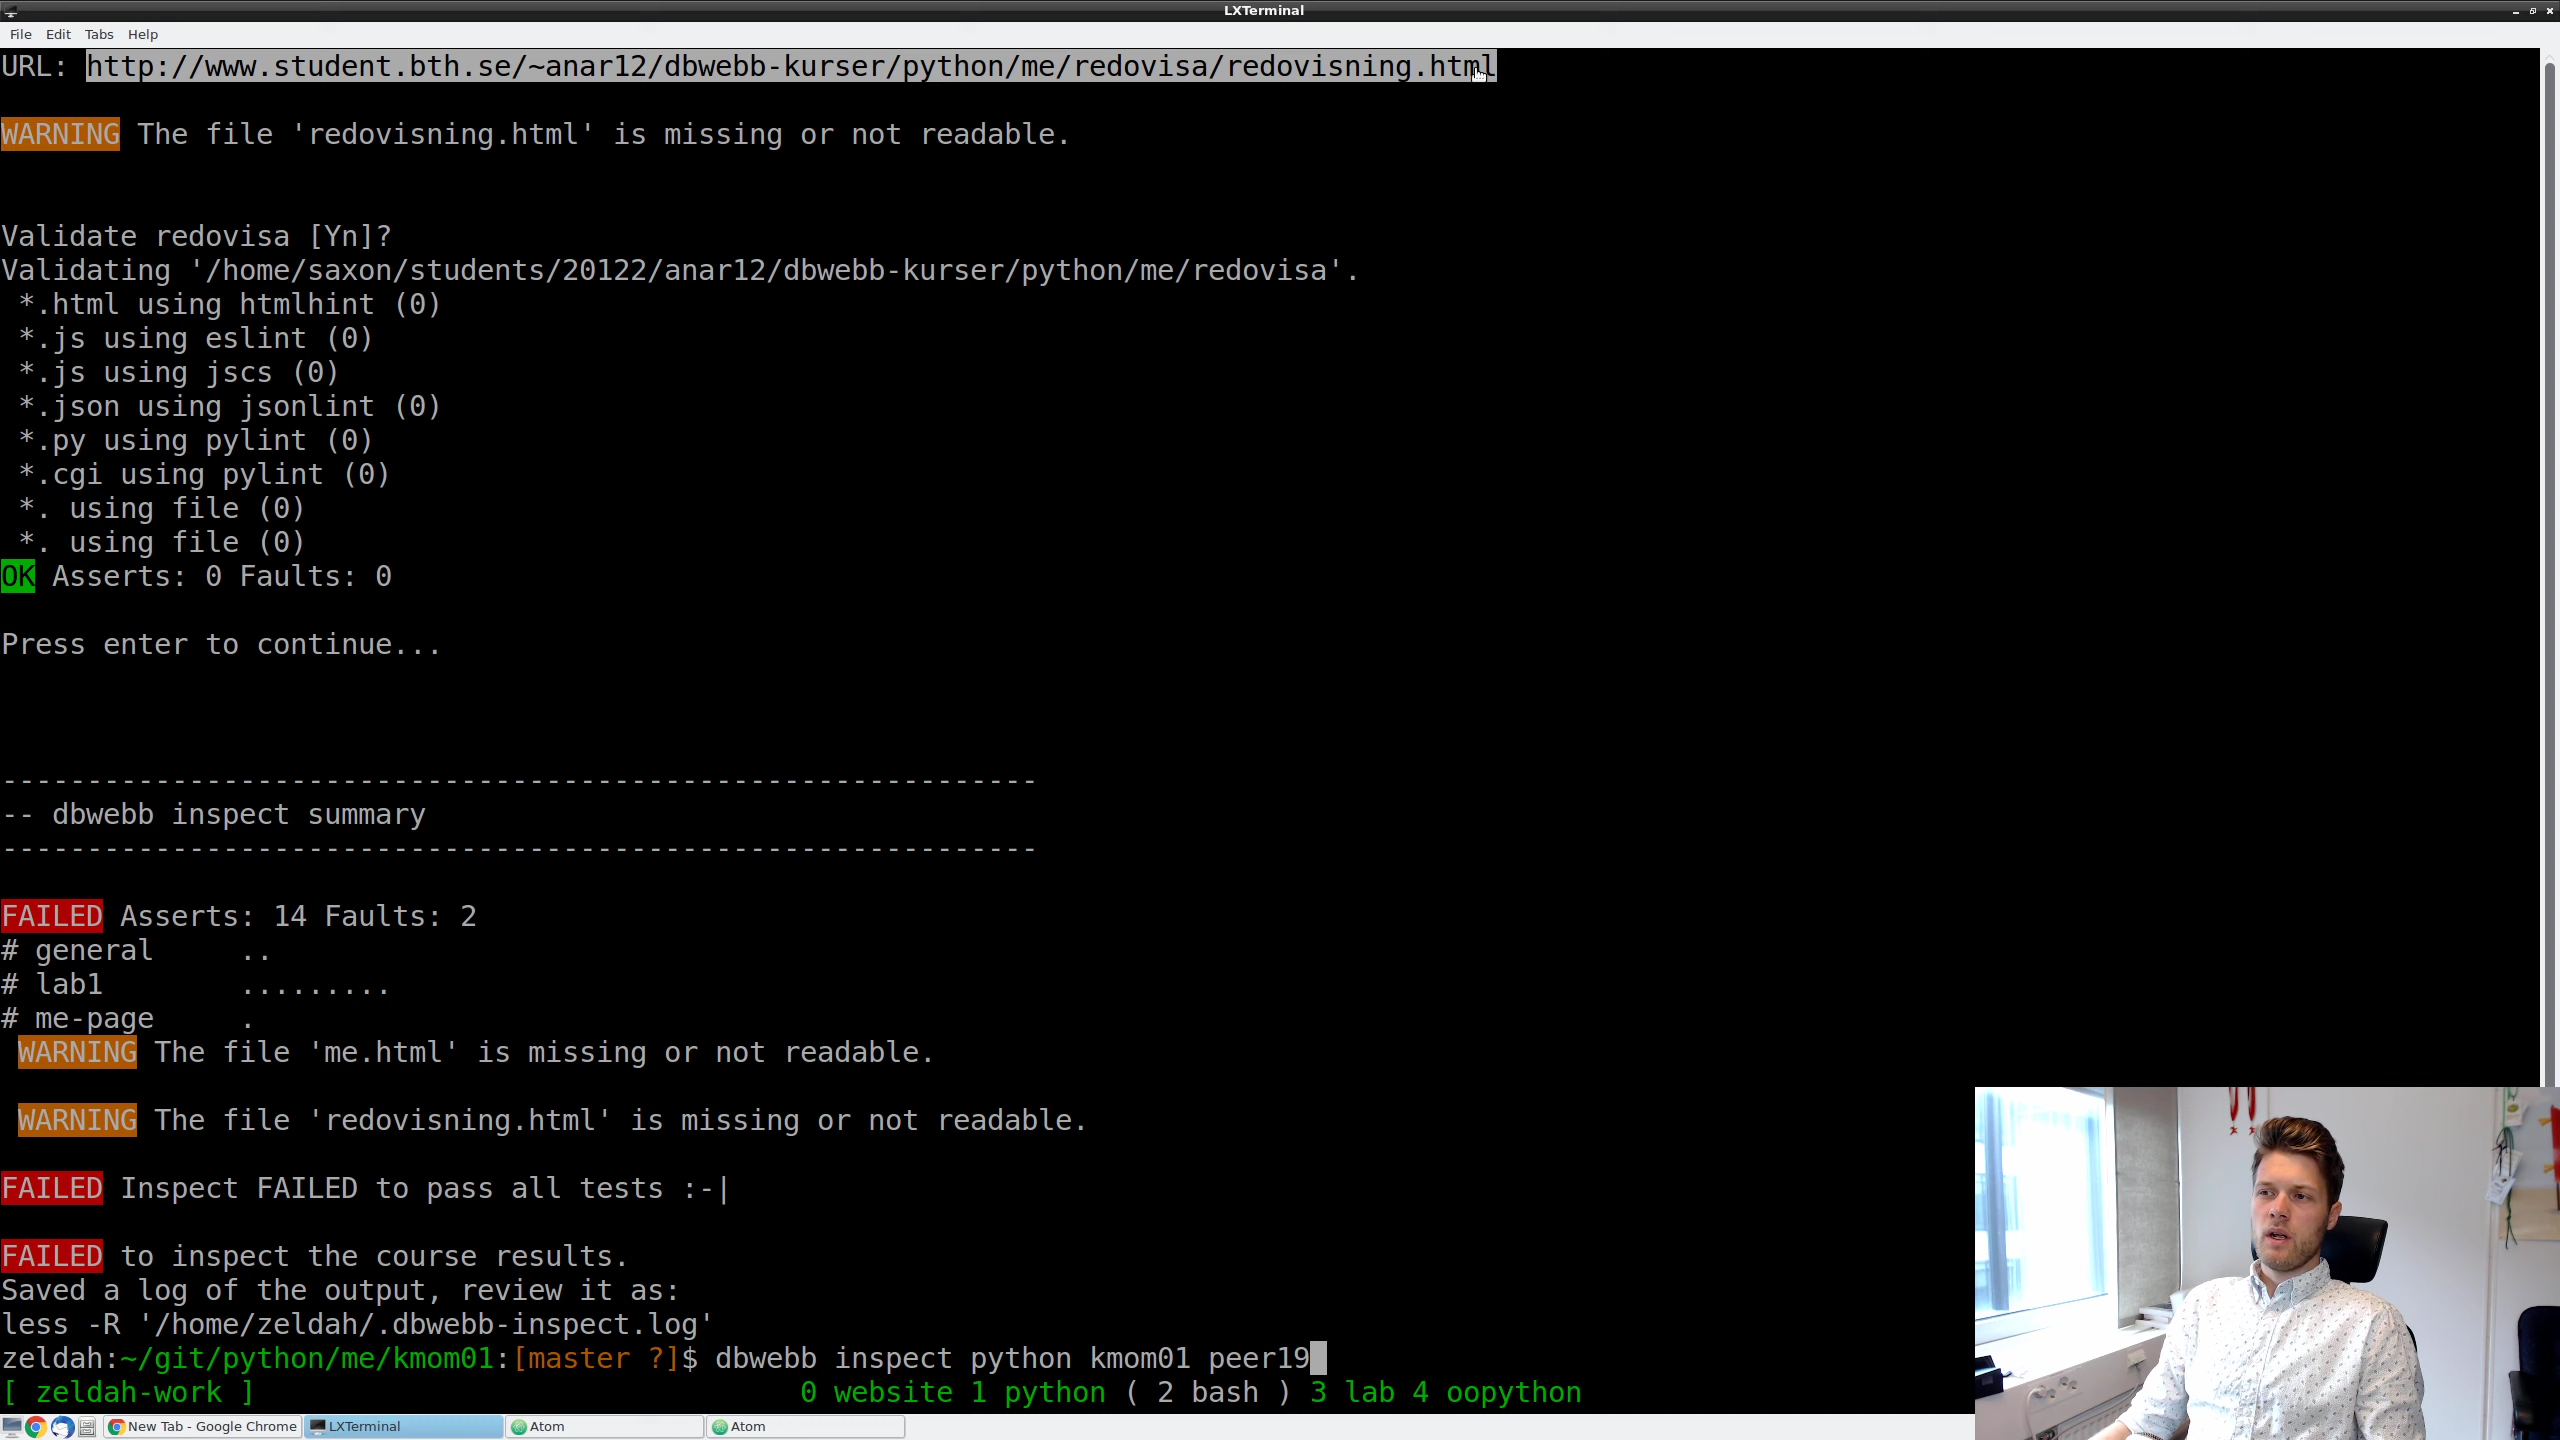 LXTerminal
File Edit Tabs Help
URL: http://www.student.bth.se/~anar12/dbwebb-kurser/python/me/redovisa/redovisning.html
WARNING The file 'redovisning.html' is missing or not readable.
Validate redovisa [Yn]?
Validating '/home/saxon/students/20122/anar12/dbwebb-kurser/python/me/redovisa'.
*.html using htmlhint (0)
*.js using eslint (0)
*.js using jscs (0)
*.json using jsonlint (0)
*.py using pylint (0)
*.cgi using pylint (0)
*. using file (0)
*. using file (0)
OK Asserts: 0 Faults: 0
Press enter to continue...
-------------------------------------------------------------
-- dbwebb inspect summary
-------------------------------------------------------------
FAILED Asserts: 14 Faults: 2
# general ..
# lab1 .........
# me-page .
WARNING The file 'me.html' is missing or not readable.
WARNING The file 'redovisning.html' is missing or not readable.
FAILED Inspect FAILED to pass all tests :-|
FAILED to inspect the course results.
Saved a log of the output, review it as:
less -R '/home/zeldah/.dbwebb-inspect.log'
zeldah:~/git/python/me/kmom01:[master ?]$ dbwebb inspect python kmom01 peer19
[ zeldah-work ] 0 website 1 python ( 2 bash ) 3 lab 4 oopython
New Tab - Google Chrome LXTerminal Atom Atom